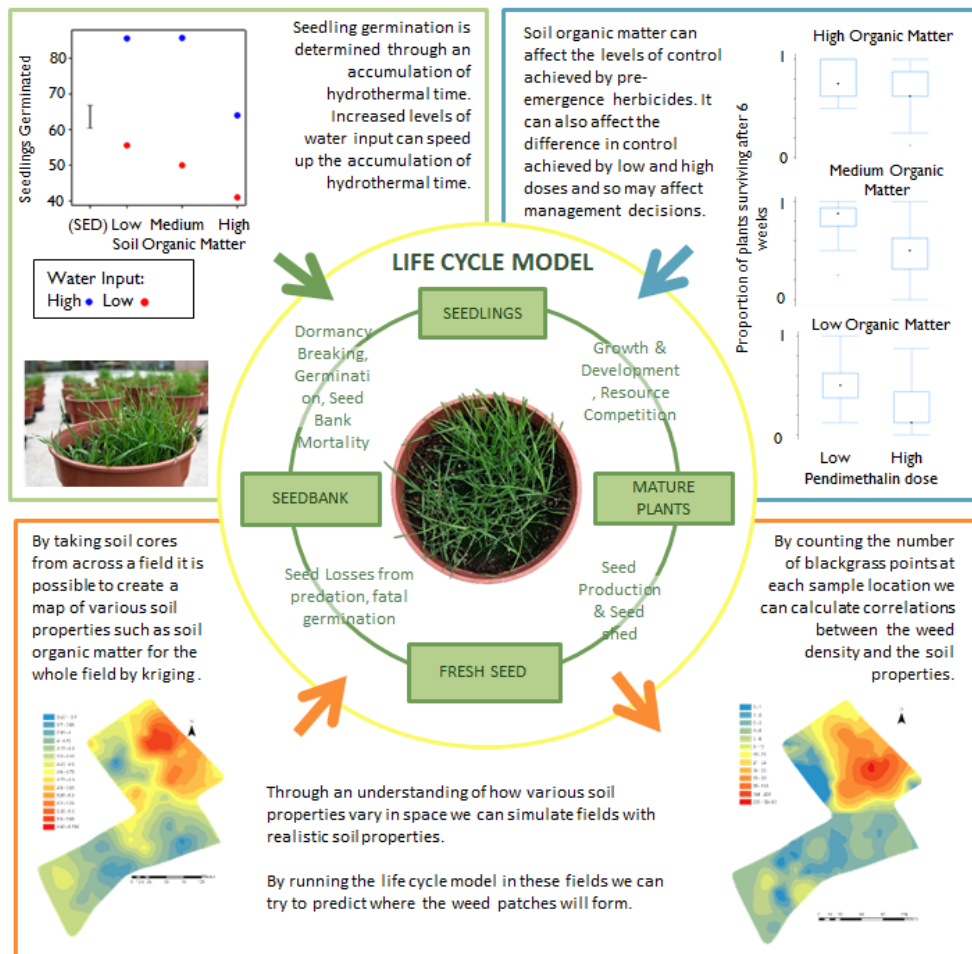 Seedling germination is
determined through an
accumulation of
hydrothermal time.
Increased levels of
water input can speed
up the accumulation of
hydrothermal time.
Seedlings Germinated
80
70
60
50
40
(SED) Low Medium High
Soil Organic Matter
Water Input:
High Low
Soil organic matter can
affect the levels of control
achieved by pre-
emergence herbicides. It
can also affect the
difference in control
achieved by low and high
doses and so may affect
management decisions.
Proportion of plants surviving after 6
weeks
High Organic Matter
1
0
Medium Organic
Matter
1
0
Low Organic Matter
1
0
Low High
Pendimethalin dose
LIFE CYCLE MODEL
SEEDLINGS
Dormancy
Breaking,
Germinati
on, Seed
Bank
Mortality
Growth &
Development
, Resource
Competition
SEEDBANK
MATURE
PLANTS
Seed Losses from
predation, fatal
germination
Seed
Production
& Seed
shed
FRESH SEED
By taking soil cores
from across a field it is
possible to create a
map of various soil
properties such as soil
organic matter for the
whole field by kriging.
By counting the number
of blackgrass points at
each sample location we
can calculate correlations
between the weed
density and the soil
properties.
Through an understanding of how various soil
properties vary in space we can simulate fields with
realistic soil properties.
By running the life cycle model in these fields we can
try to predict where the weed patches will form.